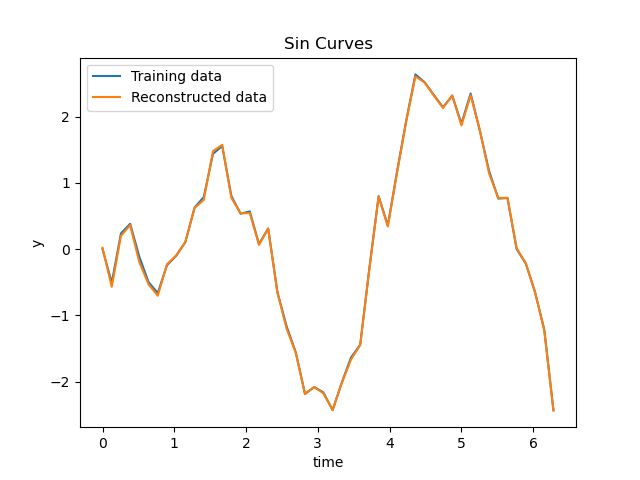 Sin Curves
Training data
Reconstructed data
y
2
1
0
−1
−2
0 1 2 3 4 5 6
time